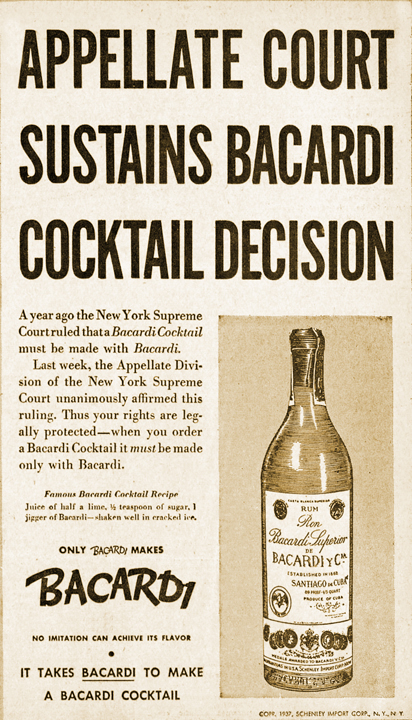 APPELLATE COURT
SUSTAINS BACARDI
COCKTAIL DECISION
A year ago the New York Supreme
Court ruled that a Bacardi Cocktail
must be made with Bacardi.
Last week, the Appellate Divi-
sion of the New York Supreme
Court unanimously affirmed this
ruling. Thus your rights are leg-
ally protected—when you order
a Bacardi Cocktail it must be made
only with Bacardi.
Famous Bacardi Cocktail Recipe
Juice of half a lime, ½ teaspoon of sugar, 1
jigger of Bacardi—shaken well in cracked ice.
ONLY BACARDI MAKES
BACARDI
NO IMITATION CAN ACHIEVE ITS FLAVOR
IT TAKES BACARDI TO MAKE
A BACARDI COCKTAIL
RUM
Ron
Bacardi Superior
DE
BACARDI Y Cia
ESTABLISHED IN 1862
SANTIAGO DE CUBA
89 PROOF 4/5 QUART
PRODUCE OF CUBA
COPR. 1937, SCHENLEY IMPORT CORP., N. Y., N. Y.